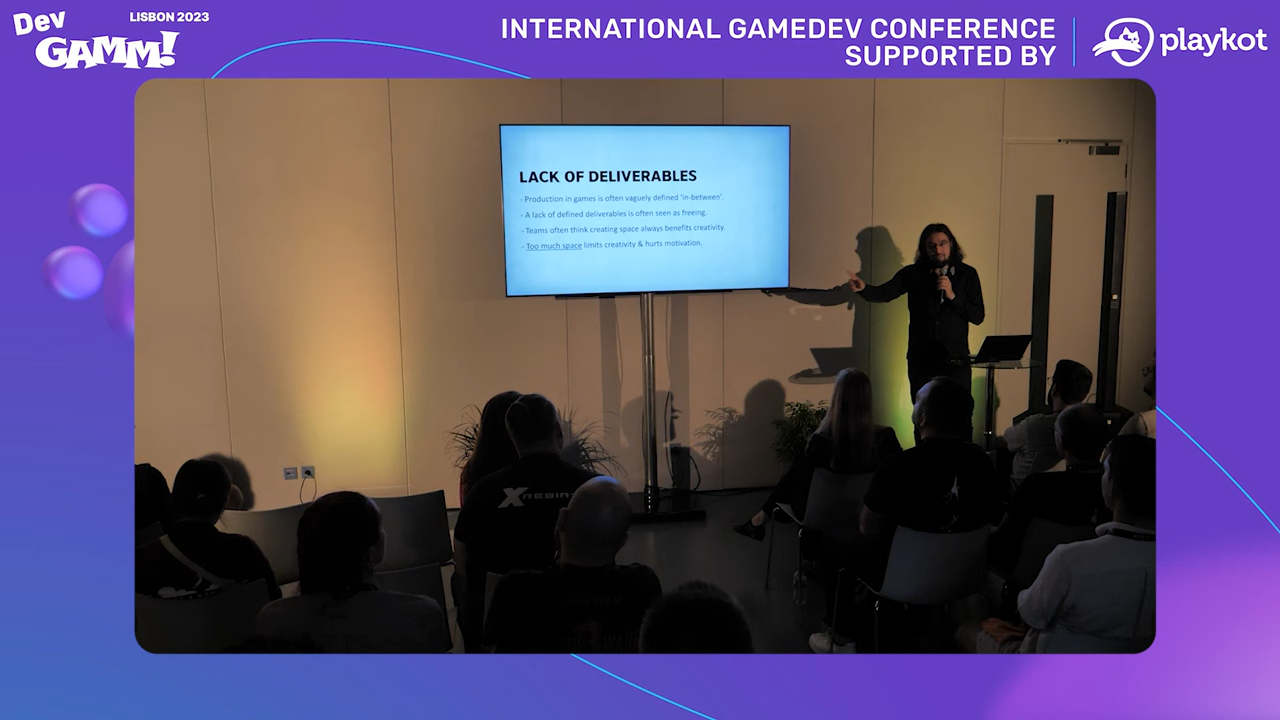 Dev
GAMM!
LISBON 2023
INTERNATIONAL GAMEDEV CONFERENCE
SUPPORTED BY
playkot
LACK OF DELIVERABLES
- Production in games is often vaguely defined 'in-between'.
- A lack of defined deliverables is often seen as freeing.
- Teams often think creating space always benefits creativity.
- Too much space limits creativity & hurts motivation.
XREBIRTH